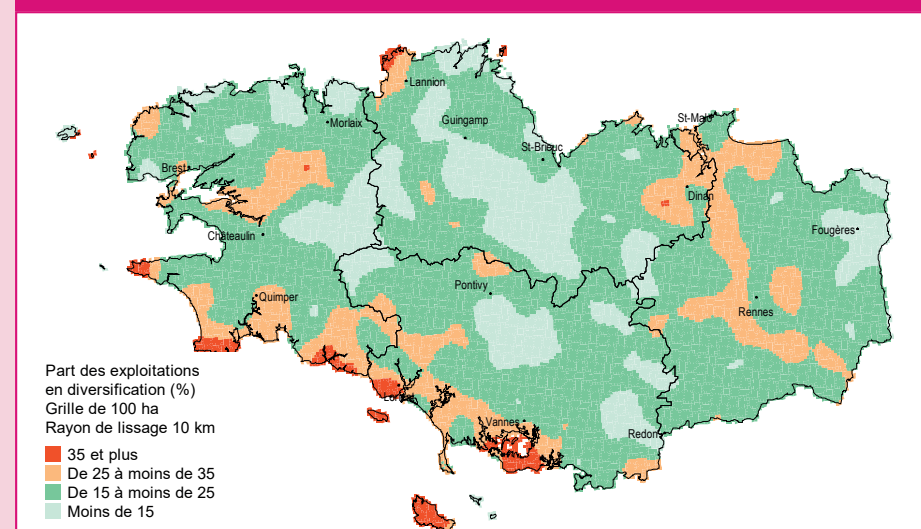 Lannion
St-Malo
Morlaix
Guingamp
St-Brieuc
Brest
Dinan
Fougères
Châteaulin
Pontivy
Quimper
Rennes
Part des exploitations
en diversification (%)
Grille de 100 ha
Rayon de lissage 10 km
Vannes
Redon
35 et plus
De 25 à moins de 35
De 15 à moins de 25
Moins de 15